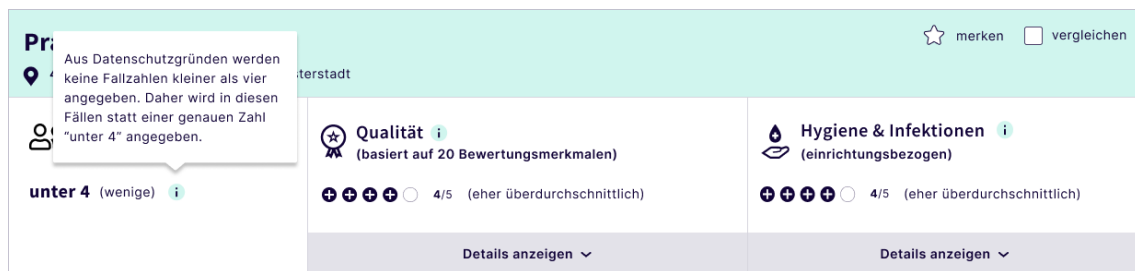 Pra
merken
vergleichen
Aus Datenschutzgründen werden
keine Fallzahlen kleiner als vier
angegeben. Daher wird in diesen
Fällen statt einer genauen Zahl
"unter 4" angegeben.
sterstadt
Qualität i
(basiert auf 20 Bewertungsmerkmalen)
4/5 (eher überdurchschnittlich)
Hygiene & Infektionen i
(einrichtungsbezogen)
4/5 (eher überdurchschnittlich)
unter 4 (wenige) i
Details anzeigen
Details anzeigen